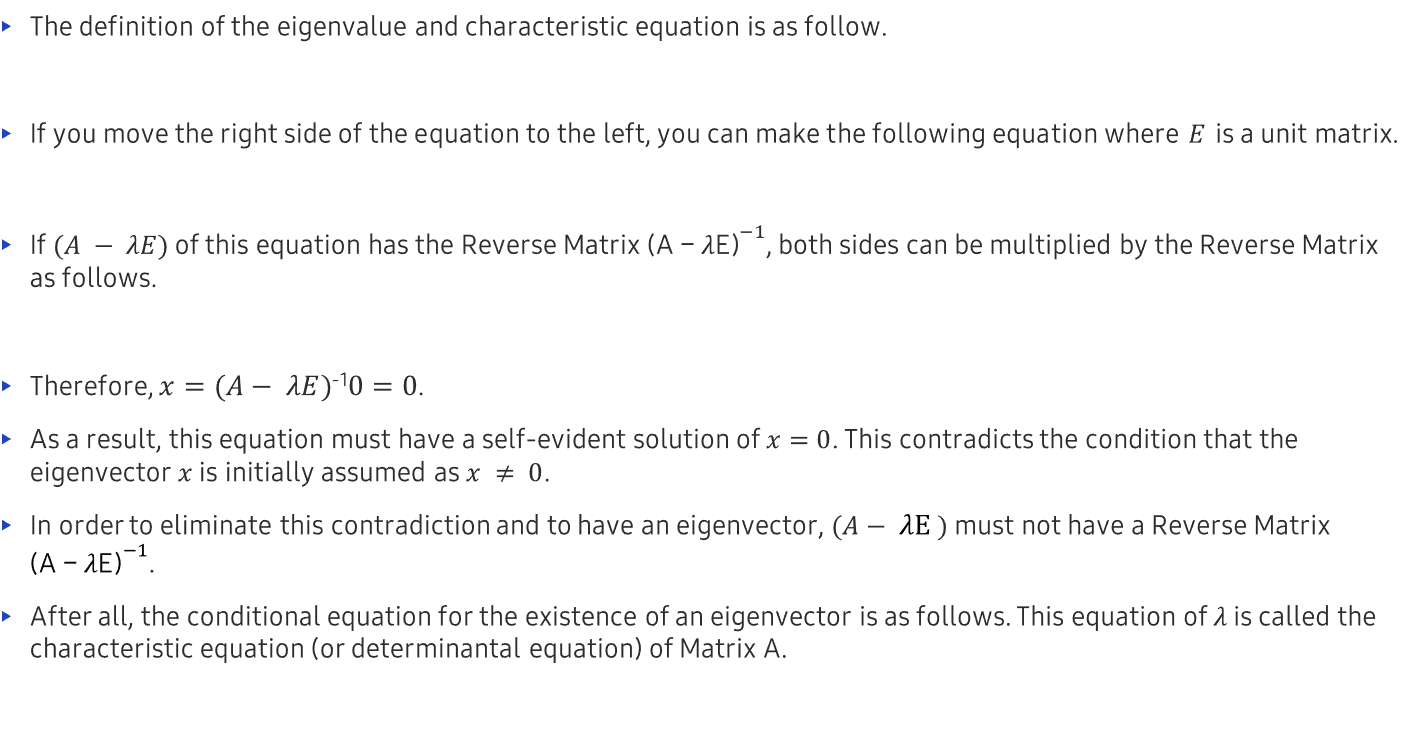 ▸ The definition of the eigenvalue and characteristic equation is as follow.
▸ If you move the right side of the equation to the left, you can make the following equation where E is a unit matrix.
▸ If (A − λE) of this equation has the Reverse Matrix (A − λE)⁻¹, both sides can be multiplied by the Reverse Matrix
as follows.
▸ Therefore, x = (A − λE)⁻¹0 = 0.
▸ As a result, this equation must have a self-evident solution of x = 0. This contradicts the condition that the
eigenvector x is initially assumed as x ≠ 0.
▸ In order to eliminate this contradiction and to have an eigenvector, (A − λE ) must not have a Reverse Matrix
(A − λE)⁻¹.
▸ After all, the conditional equation for the existence of an eigenvector is as follows. This equation of λ is called the
characteristic equation (or determinantal equation) of Matrix A.